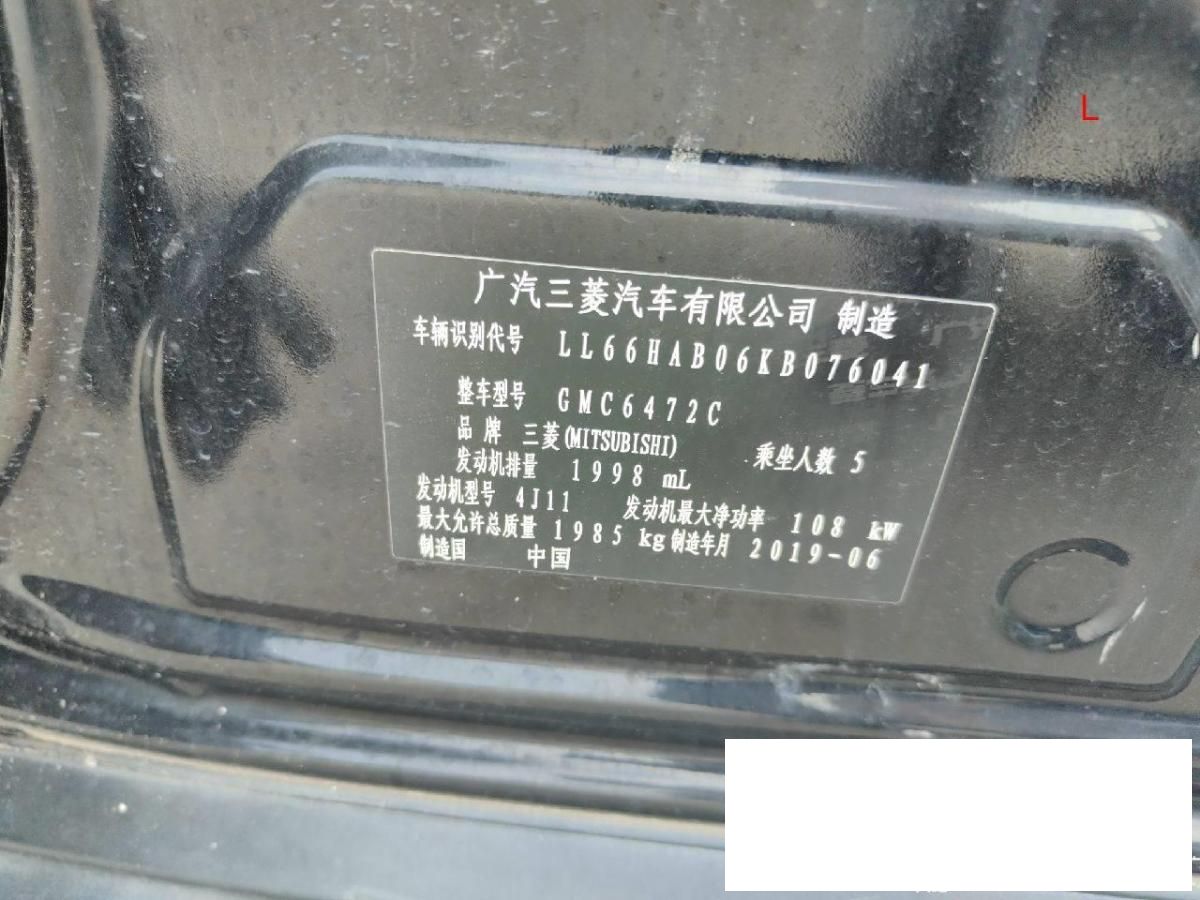 L
广汽三菱汽车有限公司 制造
车辆识别代号 LL66HAB06KB076041
整车型号 GMC6472C
品牌 三菱(MITSUBISHI) 乘坐人数 5
发动机排量 1998 mL
发动机型号 4J11 发动机最大净功率 108 kW
最大允许总质量 1985 kg 制造年月 2019-06
制造国 中国